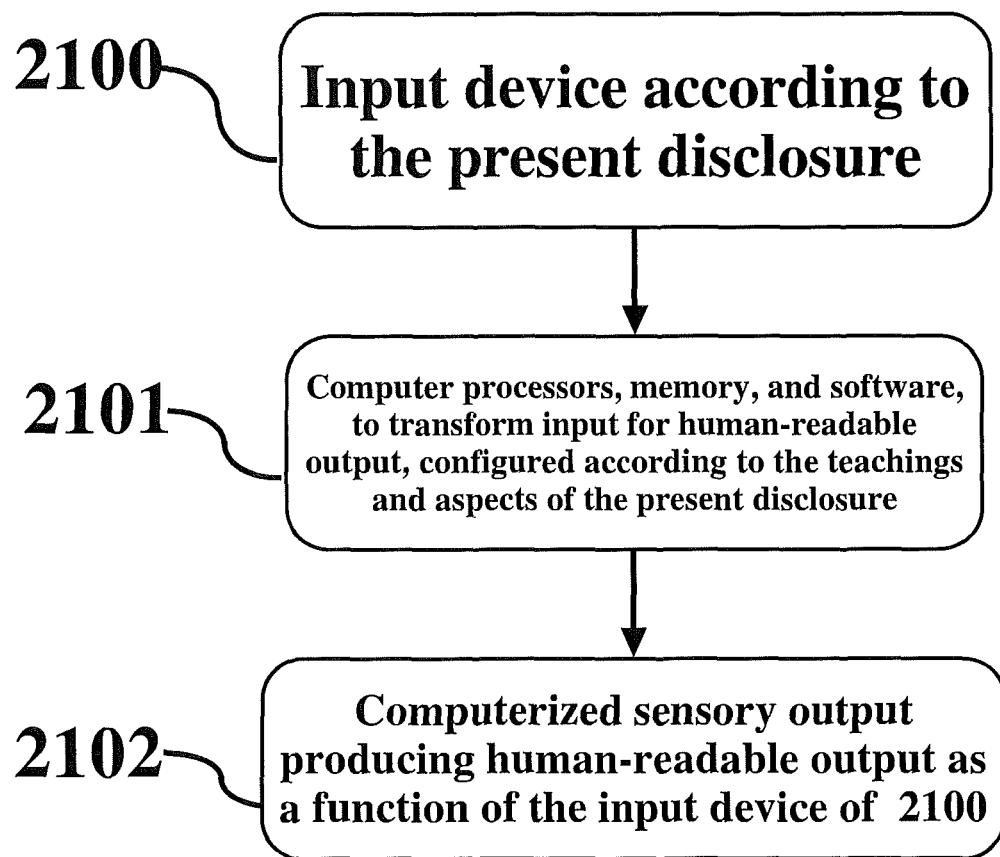 2100
Input device according to
the present disclosure
2101
Computer processors, memory, and software,
to transform input for human-readable
output, configured according to the teachings
and aspects of the present disclosure
2102
Computerized sensory output
producing human-readable output as
a function of the input device of 2100